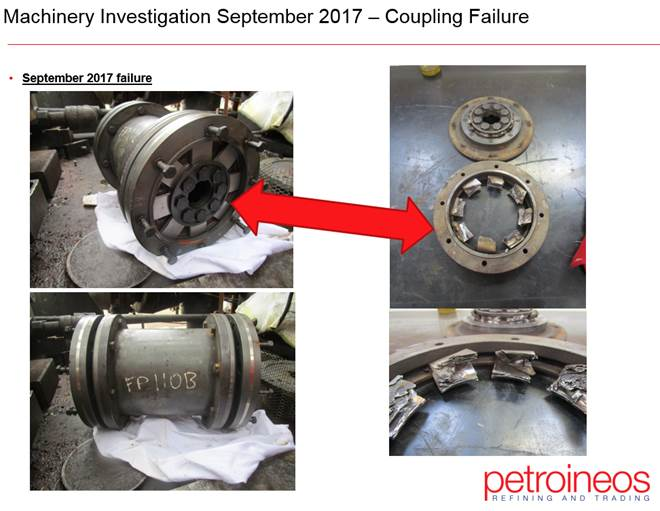 Machinery Investigation September 2017 – Coupling Failure
• September 2017 failure
FP110B
petroineos
REFINING AND TRADING